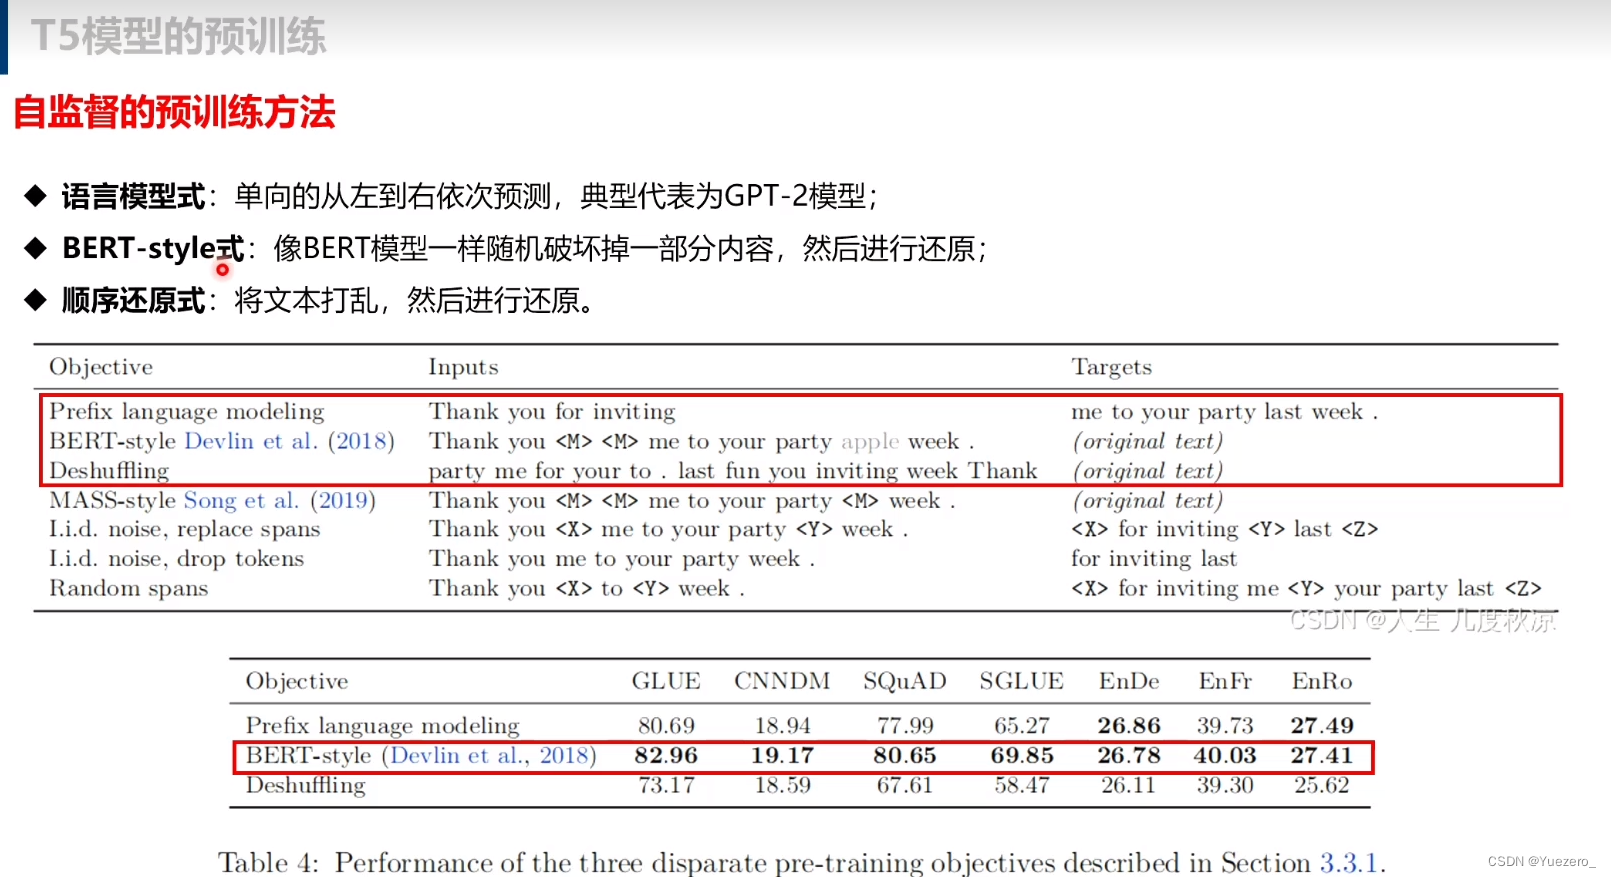 T5模型的预训练
自监督的预训练方法
◆ 语言模型式：单向的从左到右依次预测，典型代表为GPT-2模型；
◆ BERT-style式：像BERT模型一样随机破坏掉一部分内容，然后进行还原；
◆ 顺序还原式：将文本打乱，然后进行还原。
Objective Inputs Targets
Prefix language modeling Thank you for inviting me to your party last week .
BERT-style Devlin et al. (2018) Thank you <M> <M> me to your party apple week . (original text)
Deshuffling party me for your to . last fun you inviting week Thank (original text)
MASS-style Song et al. (2019) Thank you <M> <M> me to your party <M> week . (original text)
I.i.d. noise, replace spans Thank you <X> me to your party <Y> week . <X> for inviting <Y> last <Z>
I.i.d. noise, drop tokens Thank you me to your party week . for inviting last
Random spans Thank you <X> to <Y> week . <X> for inviting me <Y> your party last <Z>
CSDN @人生 几度秋凉
Objective GLUE CNNDM SQuAD SGLUE EnDe EnFr EnRo
Prefix language modeling 80.69 18.94 77.99 65.27 26.86 39.73 27.49
BERT-style (Devlin et al., 2018) 82.96 19.17 80.65 69.85 26.78 40.03 27.41
Deshuffling 73.17 18.59 67.61 58.47 26.11 39.30 25.62
Table 4: Performance of the three disparate pre-training objectives described in Section 3.3.1.
CSDN @Yuezero_